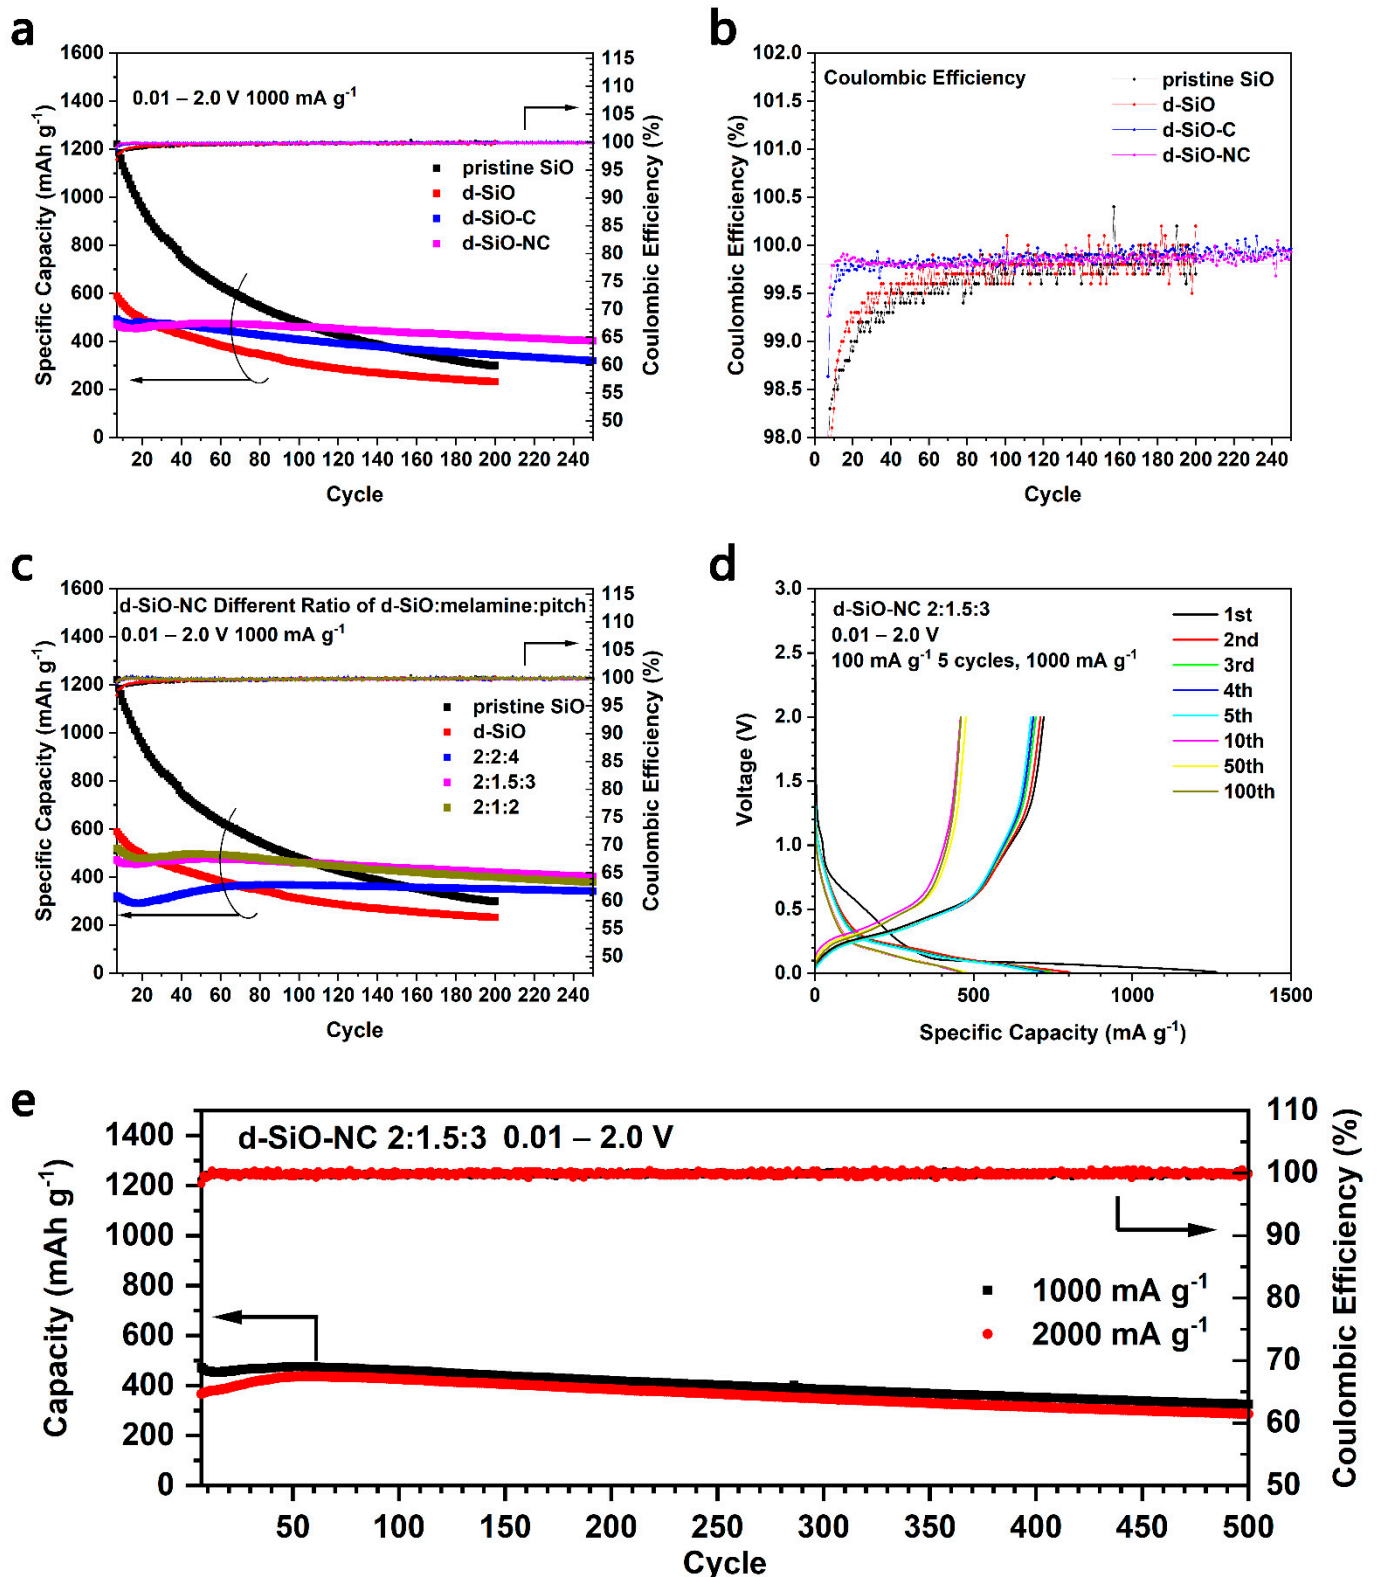 a
1600
1400
1200
1000
800
600
400
200
0
Specific Capacity (mAh g⁻¹)
0.01 – 2.0 V 1000 mA g⁻¹
pristine SiO
d-SiO
d-SiO-C
d-SiO-NC
115
110
105
100
95
90
85
80
75
70
65
60
55
50
Coulombic Efficiency (%)
20 40 60 80 100 120 140 160 180 200 220 240
Cycle
b
102.0
101.5
101.0
100.5
100.0
99.5
99.0
98.5
98.0
Coulombic Efficiency (%)
Coulombic Efficiency
pristine SiO
d-SiO
d-SiO-C
d-SiO-NC
0 20 40 60 80 100 120 140 160 180 200 220 240
Cycle
c
1600
1400
1200
1000
800
600
400
200
0
Specific Capacity (mAh g⁻¹)
d-SiO-NC Different Ratio of d-SiO:melamine:pitch
0.01 – 2.0 V 1000 mA g⁻¹
pristine SiO
d-SiO
2:2:4
2:1.5:3
2:1:2
115
110
105
100
95
90
85
80
75
70
65
60
55
50
Coulombic Efficiency (%)
20 40 60 80 100 120 140 160 180 200 220 240
Cycle
d
3.0
2.5
2.0
1.5
1.0
0.5
0.0
Voltage (V)
d-SiO-NC 2:1.5:3
0.01 – 2.0 V
100 mA g⁻¹ 5 cycles, 1000 mA g⁻¹
1st
2nd
3rd
4th
5th
10th
50th
100th
0 500 1000 1500
Specific Capacity (mA g⁻¹)
e
1400
1200
1000
800
600
400
200
0
Capacity (mAh g⁻¹)
d-SiO-NC 2:1.5:3 0.01 – 2.0 V
1000 mA g⁻¹
2000 mA g⁻¹
110
100
90
80
70
60
50
Coulombic Efficiency (%)
50 100 150 200 250 300 350 400 450 500
Cycle